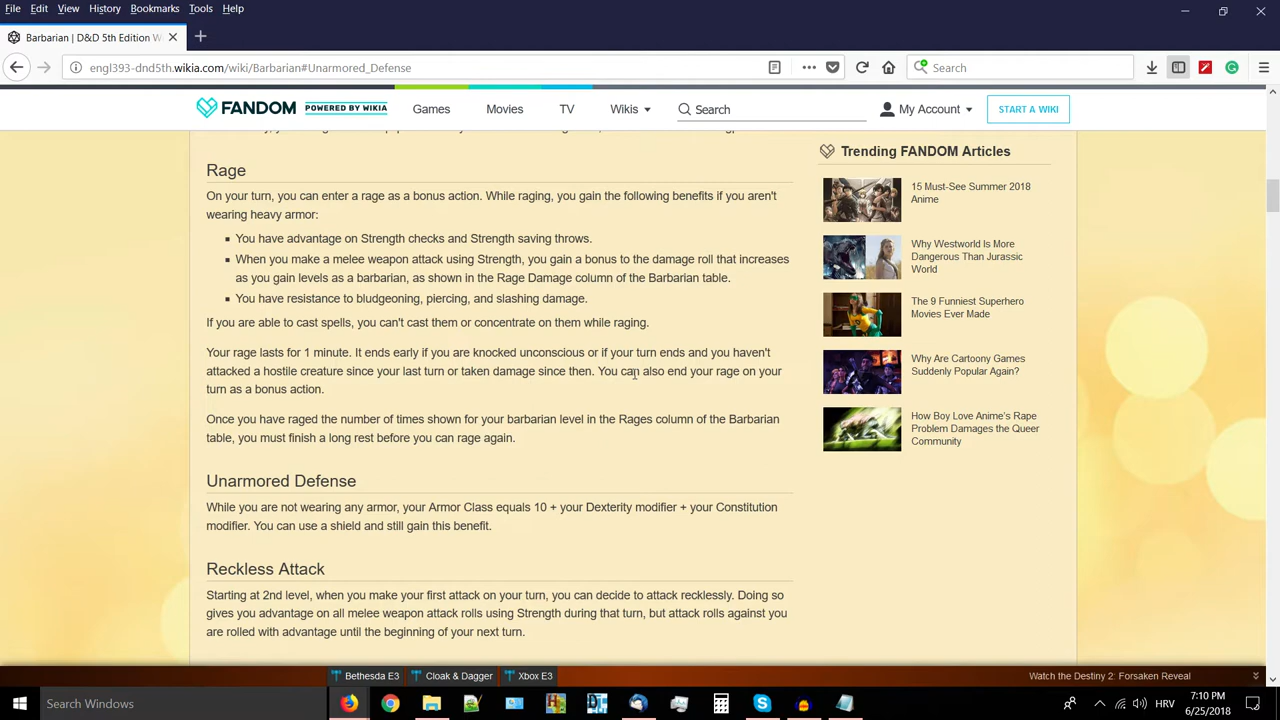 File Edit View History Bookmarks Tools Help
Barbarian | D&D 5th Edition W
engl393-dnd5th.wikia.com/wiki/Barbarian#Unarmored_Defense
Search
FANDOM POWERED BY WIKIA Games Movies TV Wikis Search My Account START A WIKI
Rage
On your turn, you can enter a rage as a bonus action. While raging, you gain the following benefits if you aren't
wearing heavy armor:
You have advantage on Strength checks and Strength saving throws.
When you make a melee weapon attack using Strength, you gain a bonus to the damage roll that increases
as you gain levels as a barbarian, as shown in the Rage Damage column of the Barbarian table.
You have resistance to bludgeoning, piercing, and slashing damage.
If you are able to cast spells, you can't cast them or concentrate on them while raging.
Your rage lasts for 1 minute. It ends early if you are knocked unconscious or if your turn ends and you haven't
attacked a hostile creature since your last turn or taken damage since then. You can also end your rage on your
turn as a bonus action.
Once you have raged the number of times shown for your barbarian level in the Rages column of the Barbarian
table, you must finish a long rest before you can rage again.
Unarmored Defense
While you are not wearing any armor, your Armor Class equals 10 + your Dexterity modifier + your Constitution
modifier. You can use a shield and still gain this benefit.
Reckless Attack
Starting at 2nd level, when you make your first attack on your turn, you can decide to attack recklessly. Doing so
gives you advantage on all melee weapon attack rolls using Strength during that turn, but attack rolls against you
are rolled with advantage until the beginning of your next turn.
Trending FANDOM Articles
15 Must-See Summer 2018
Anime
Why Westworld Is More
Dangerous Than Jurassic
World
The 9 Funniest Superhero
Movies Ever Made
Why Are Cartoony Games
Suddenly Everywhere?
How Boy Love Anime's Rape
Problem Damages the Queer
Community
Bethesda E3 Cloak & Dagger Xbox E3 Watch the Destiny 2: Forsaken Reveal
Search Windows
HRV
7:10 PM
6/25/2018